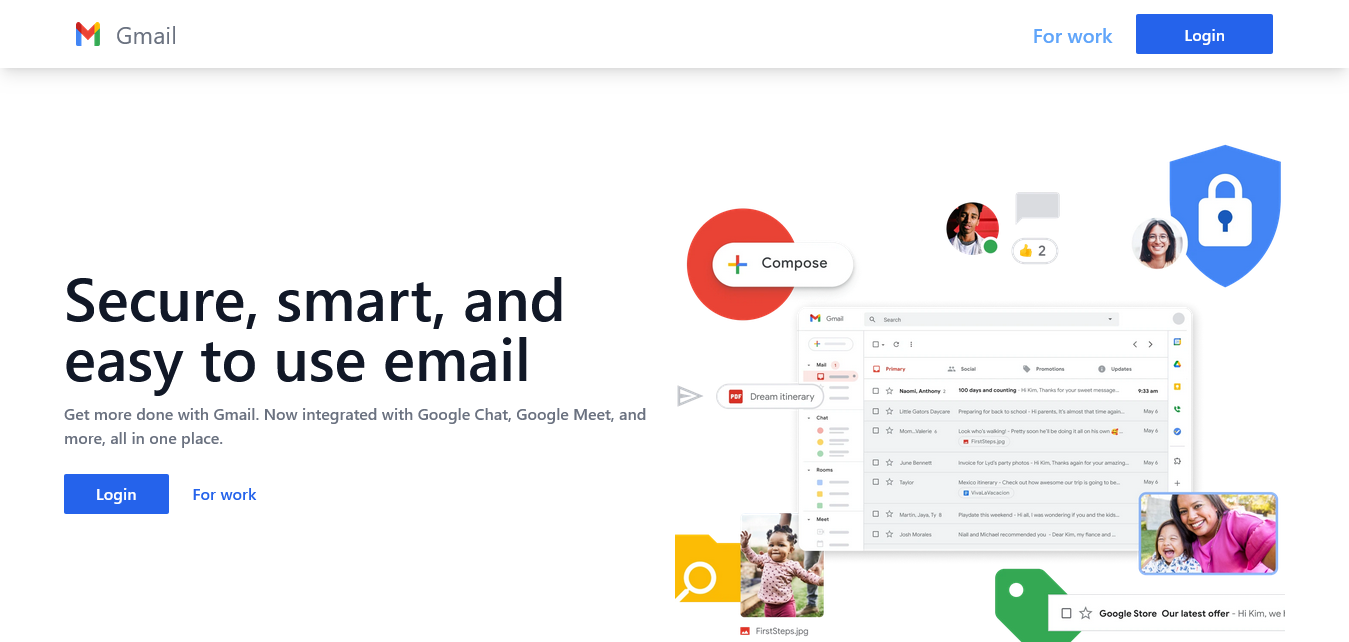 Gmail
For work
Login
Secure, smart, and
easy to use email
Get more done with Gmail. Now integrated with Google Chat, Google Meet, and
more, all in one place.
Login
For work
Compose
2
Gmail
Search
Mail
Primary
Social
Promotions
Updates
Naomi, Anthony 2 100 days and counting - Hi Kim, Thanks for your sweet message... 9:33 am
PDF Dream itinerary
Little Gators Daycare Preparing for back to school - Hi parents, It's almost that time again... May 6
Chat
Mom...Valerie 6 Look who's walking! - Pretty soon he'll be doing it all on his own 🥰... May 6
FirstSteps.jpg
June Bennett Invoice for Lyd's party photos - Hi Kim, Thanks again for your amazing... May 6
Rooms
Taylor Mexico itinerary - Check out how awesome our trip is going to be... May 6
VivaLaVacacion
Martin, Jaya, Ty 8 Playdate this weekend - Hi all, I was wondering if you and the kids...
Meet
Josh Morales Niall and Michael recommended you - Dear Kim, my fiance and ...
Google Store Our latest offer - Hi Kim, we h
FirstSteps.jpg